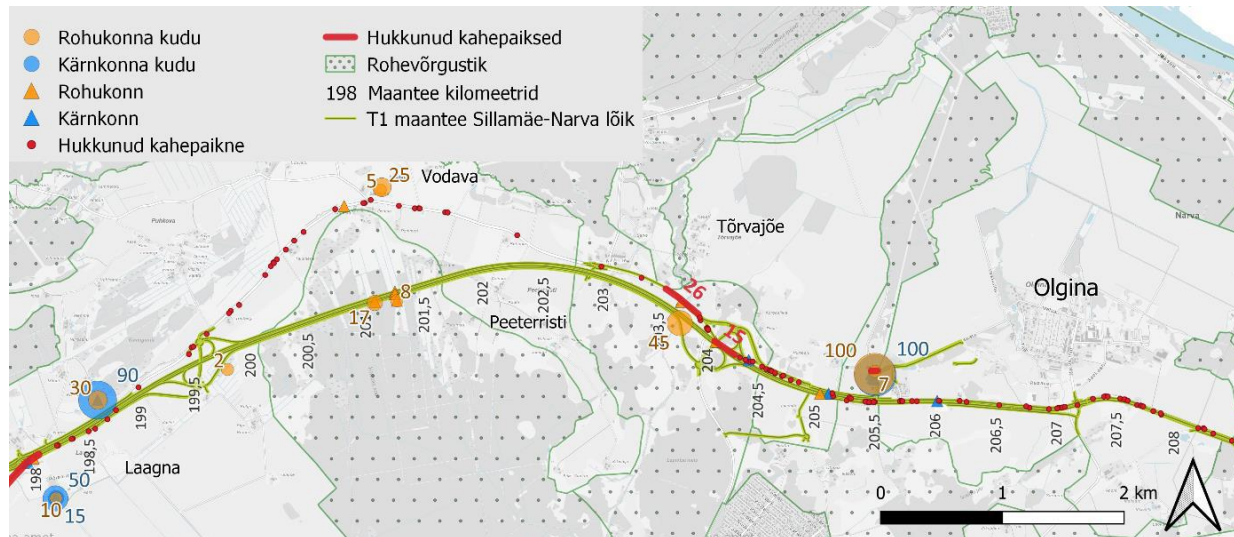 Rohukonna kudu
Kärnkonna kudu
Rohukonn
Kärnkonn
Hukkunud kahepaikne
Hukkunud kahepaiksed
Rohevõrgustik
198 Maantee kilomeetrid
T1 maantee Sillamäe-Narva lõik
5 25
Vodava
Tõrvajõe
Tõrvajõe
Narva
Olgina
Peeterristi
Laagna
8
17
2
26
15
45
100 100
7
90
30
50
10 15
198
198,5
199
199,5
200
200,5
201,5
202
202,5
203
204
204,5
205
205,5
206
206,5
207
207,5
208
0 1 2 km